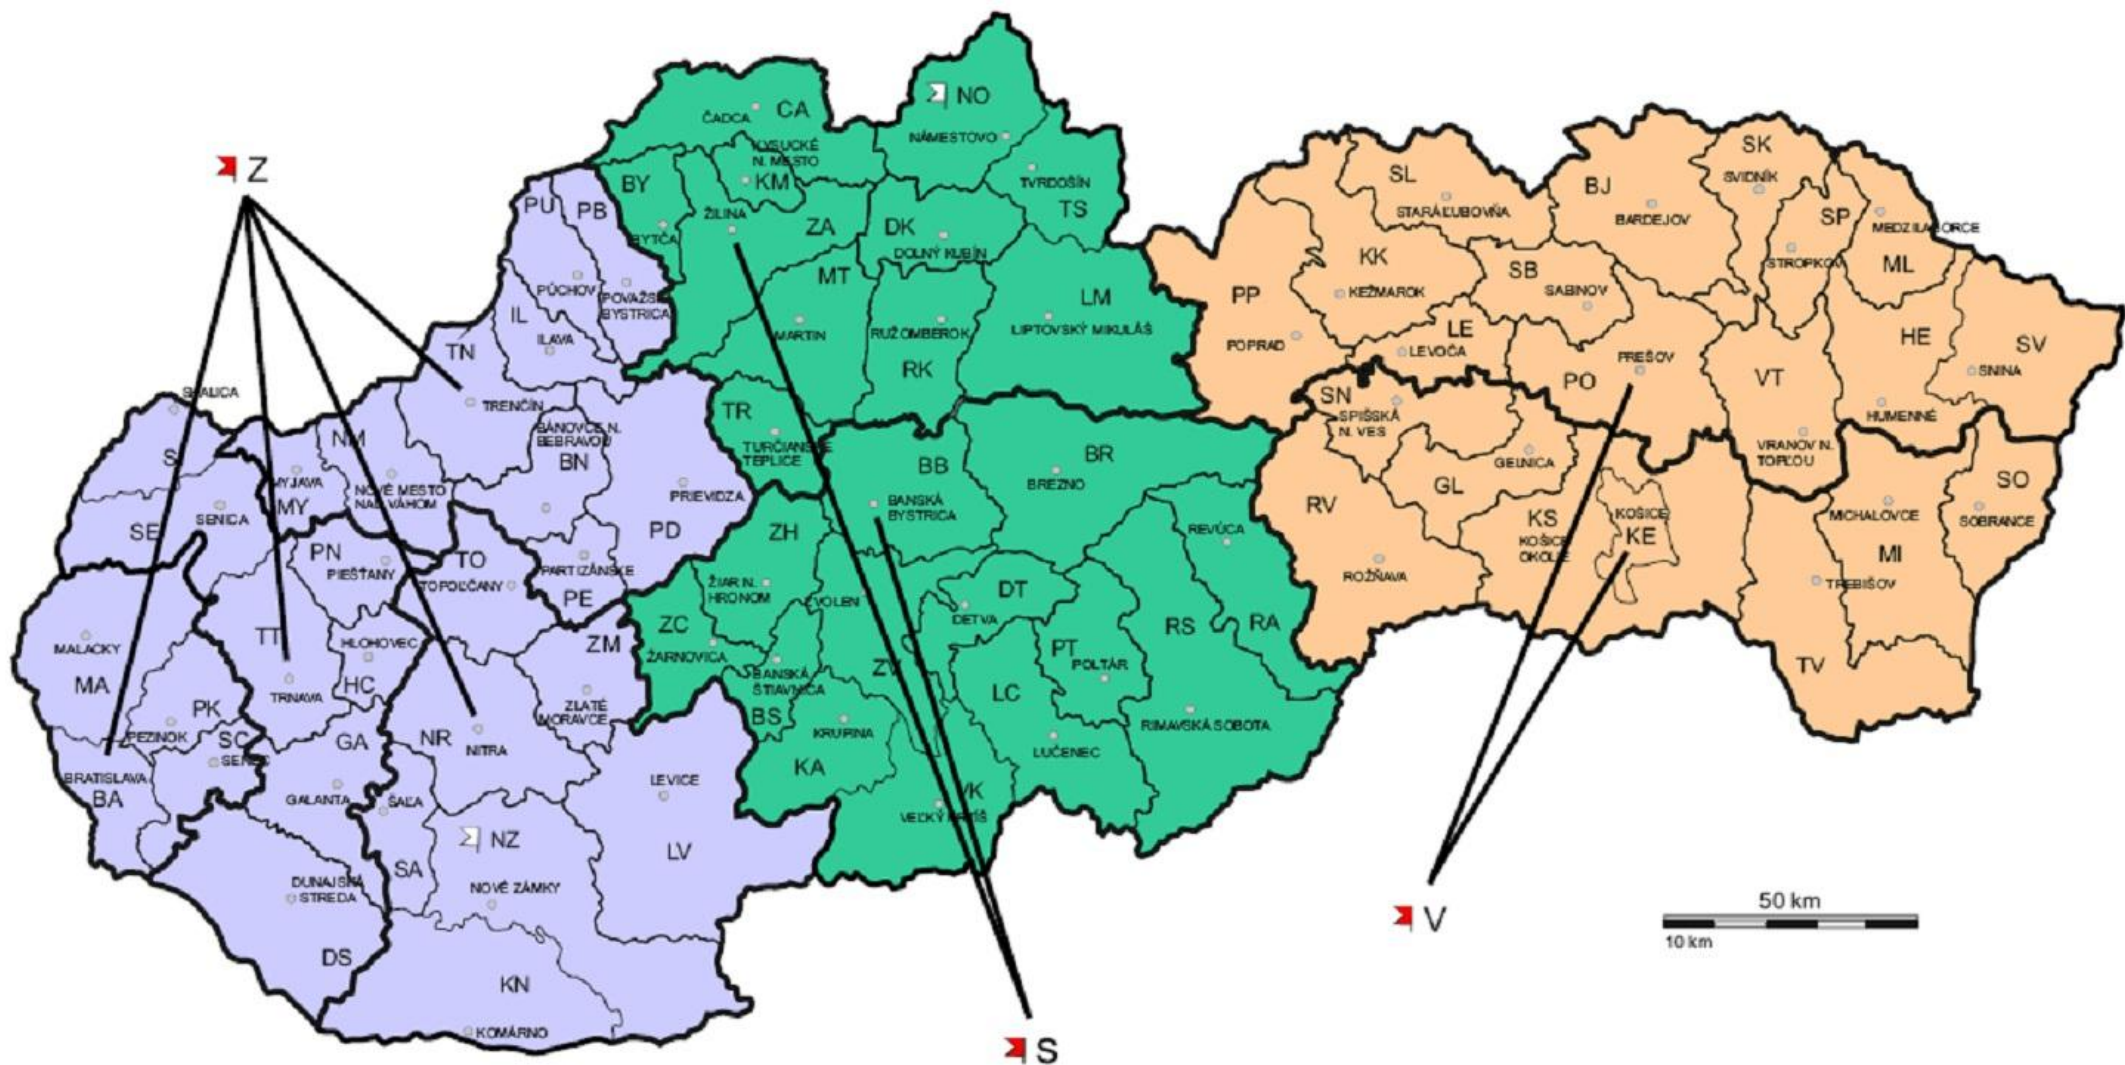 NO
CA
ČADCA
NÁMESTOVO
KYSUCKÉ
N. MESTO
SK
Z
TVRDOŠÍN
SL
SVIDNÍK
BY
KM
BJ
PU
PB
ŽILINA
TS
STARÁ ĽUBOVŇA
BARDEJOV
SP
BYTČA
ZA
DK
MEDZILABORCE
DOLNÝ KUBÍN
KK
SB
STROPKOV
ML
MT
PÚCHOV
POVAŽSKÁ
BYSTRICA
LM
PP
KEŽMAROK
SABINOV
IL
MARTIN
RUŽOMBEROK
LIPTOVSKÝ MIKULÁŠ
LE
HE
SV
ILAVA
TN
POPRAD
LEVOČA
PREŠOV
RK
PO
VT
SNINA
SKALICA
TRENČÍN
TR
SN
SPIŠSKÁ
N. VES
HUMENNÉ
NM
BÁNOVCE N.
BEBRAVOU
TURČIANSKE
TEPLICE
VRANOV N.
TOPĽOU
S
BN
BB
BR
GELNICA
MYJAVA
NOVÉ MESTO
NAD VÁHOM
PRIEVIDZA
BREZNO
GL
SO
MY
SENICA
BANSKÁ
BYSTRICA
RV
KS
KOŠICE
MICHALOVCE
SOBRANCE
SE
PD
ZH
REVÚCA
KOŠICE
OKOLIE
KE
MI
PN
PIEŠŤANY
TO
TOPOĽČANY
PARTIZÁNSKE
ŽIAR N.
HRONOM
DT
ROŽŇAVA
TREBIŠOV
PE
ZVOLEN
DETVA
ZC
RS
RA
TT
HLOHOVEC
ZM
ŽARNOVICA
PT
POLTÁR
MALACKY
MA
TRNAVA
HC
BANSKÁ
ŠTIAVNICA
ZV
LC
TV
PK
ZLATÉ
MORAVCE
BS
KRUPINA
RIMAVSKÁ SOBOTA
PEZINOK
SC
SENEC
GA
NR
NITRA
KA
LUČENEC
BRATISLAVA
BA
GALANTA
ŠAĽA
LEVICE
VK
VEĽKÝ KRTÍŠ
NZ
LV
SA
DUNAJSKÁ
STREDA
NOVÉ ZÁMKY
V
50 km
10 km
DS
KN
KOMÁRNO
S